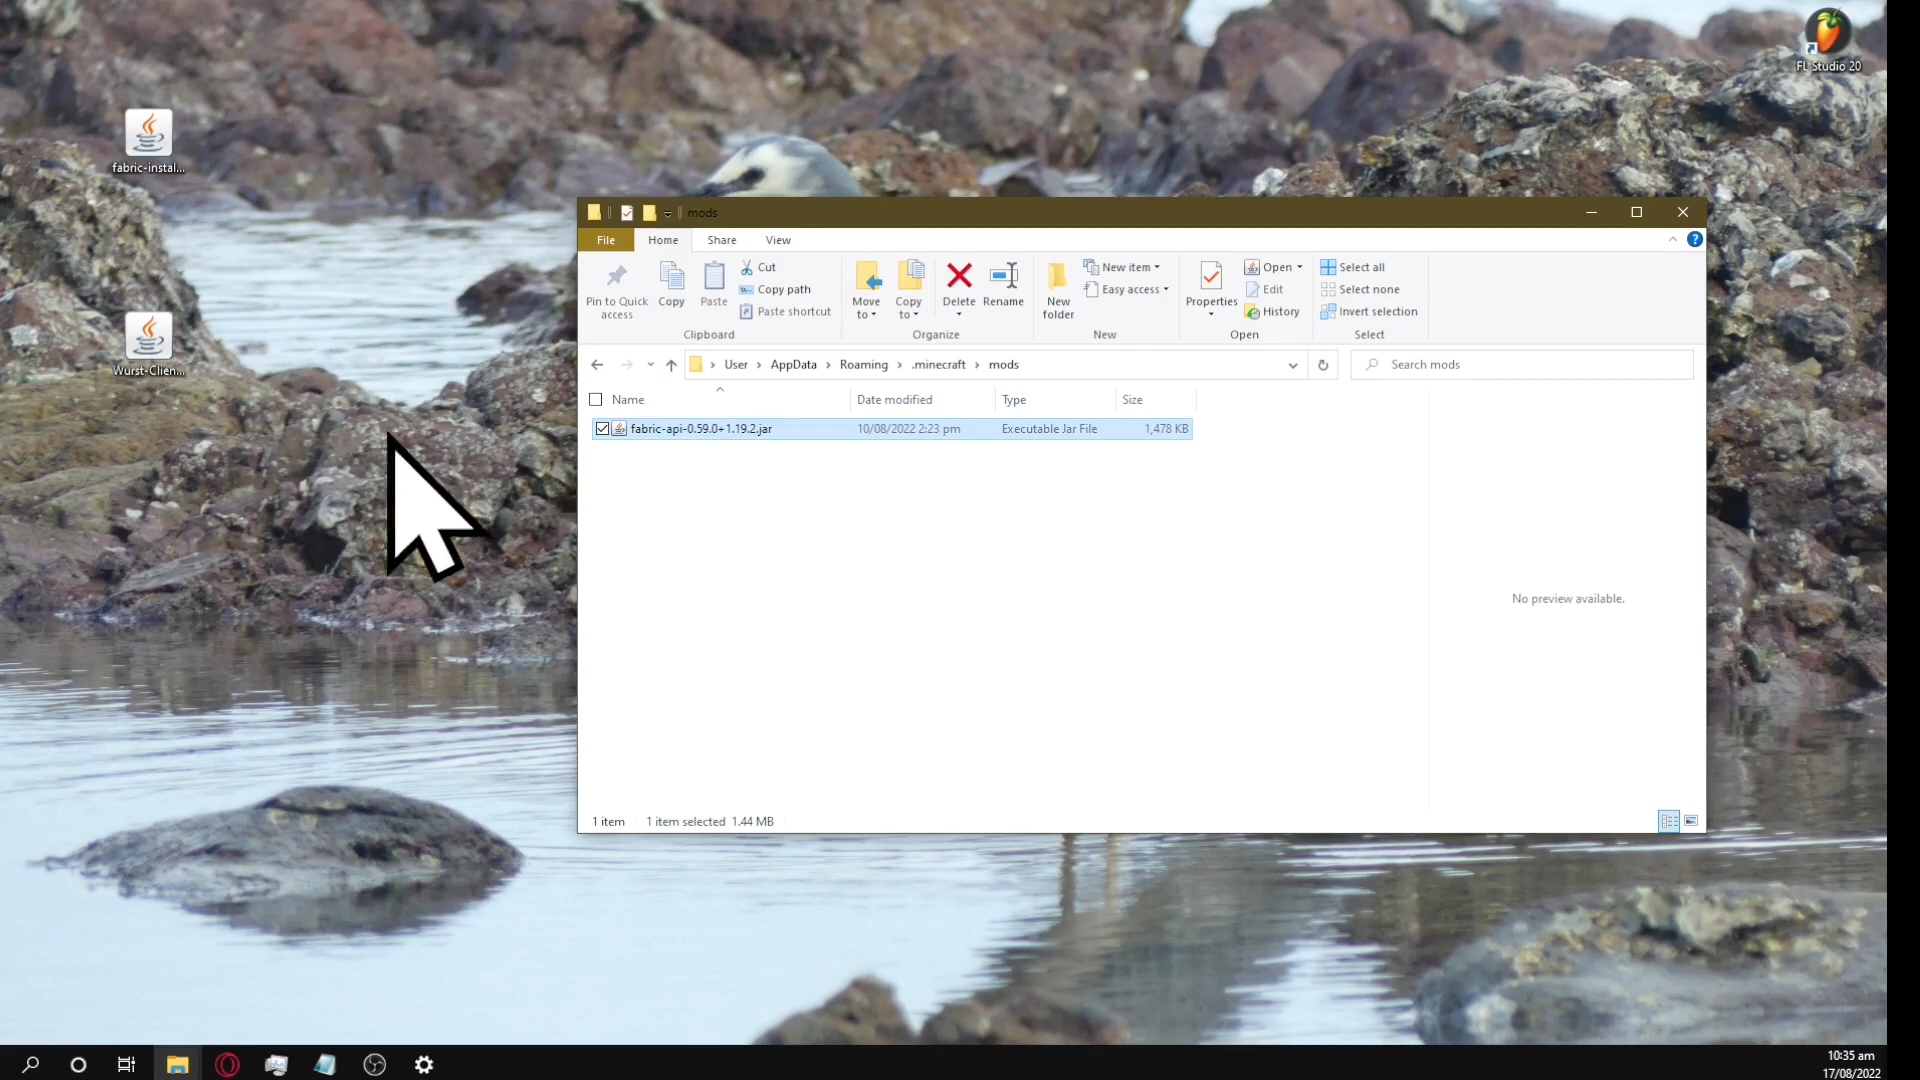 FL Studio 20
fabric-instal...
Wurst-Clien...
mods
File Home Share View
Pin to Quick access
Copy
Paste
Cut
Copy path
Paste shortcut
Clipboard
Move to
Copy to
Delete
Rename
Organize
New folder
New item
Easy access
New
Properties
Open
Edit
History
Open
Select all
Select none
Invert selection
Select
User > AppData > Roaming > .minecraft > mods
Search mods
Name Date modified Type Size
fabric-api-0.59.0+1.19.2.jar 10/08/2022 2:23 pm Executable Jar File 1,478 KB
No preview available.
1 item 1 item selected 1.44 MB
10:35 am
17/08/2022